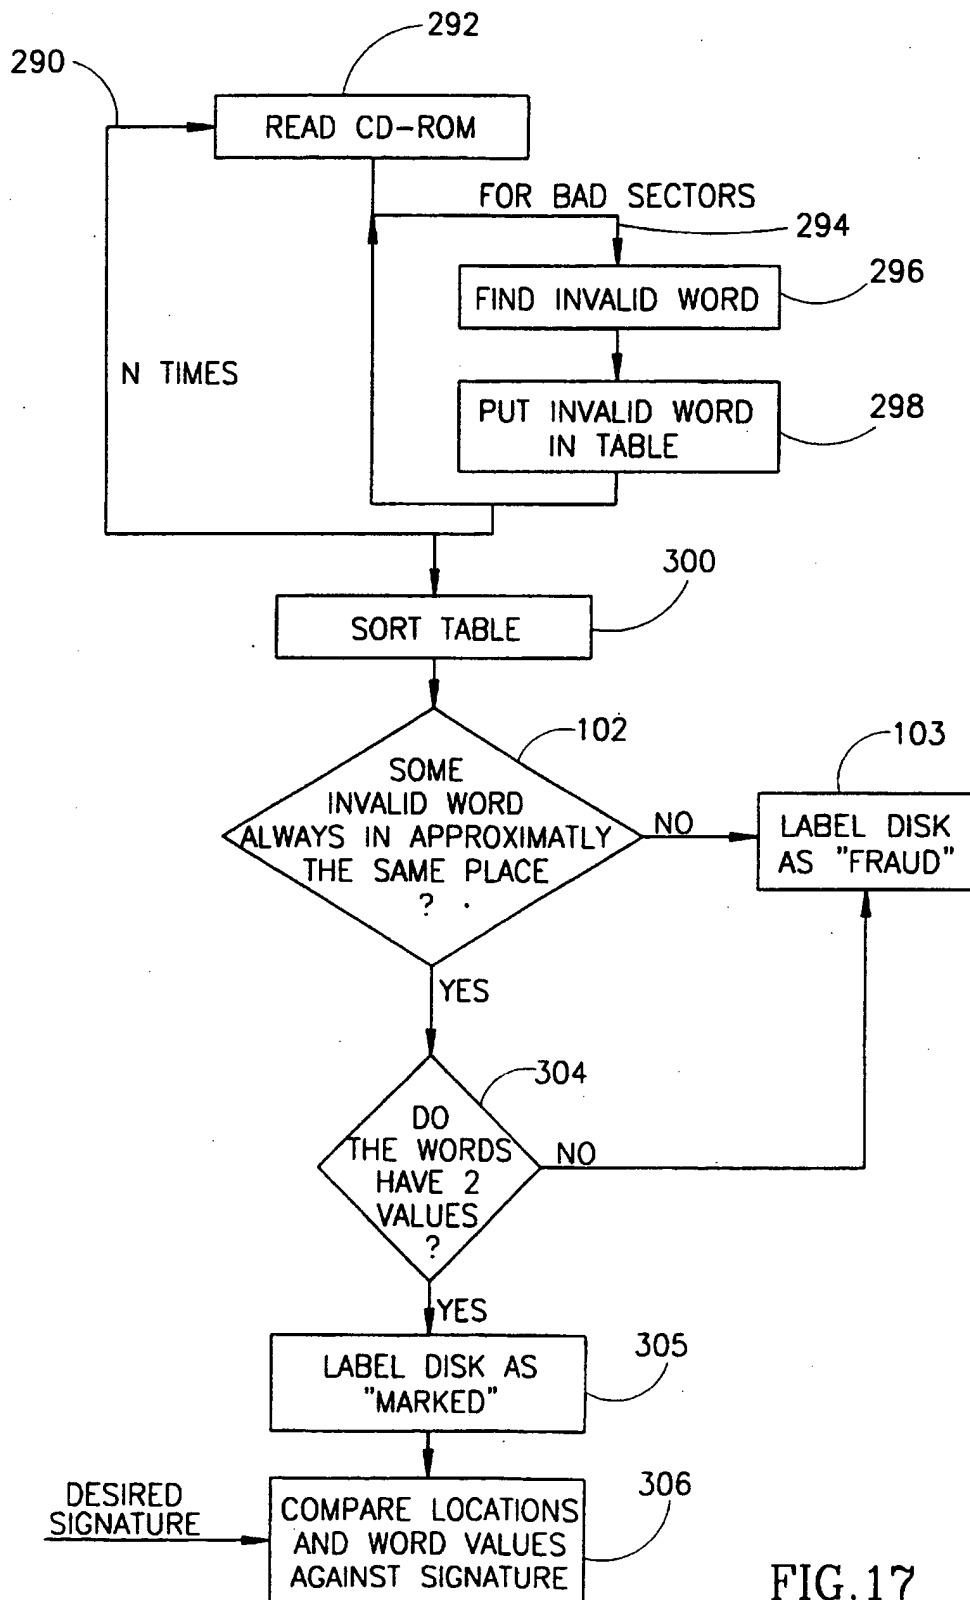 292
290
READ CD-ROM
FOR BAD SECTORS
294
296
FIND INVALID WORD
N TIMES
298
PUT INVALID WORD
IN TABLE
300
SORT TABLE
102
103
SOME
INVALID WORD
ALWAYS IN APPROXIMATLY
THE SAME PLACE
?
NO
LABEL DISK
AS "FRAUD"
YES
304
DO
THE WORDS
HAVE 2
VALUES
?
NO
YES
305
LABEL DISK AS
"MARKED"
306
DESIRED
SIGNATURE
COMPARE LOCATIONS
AND WORD VALUES
AGAINST SIGNATURE
FIG.17